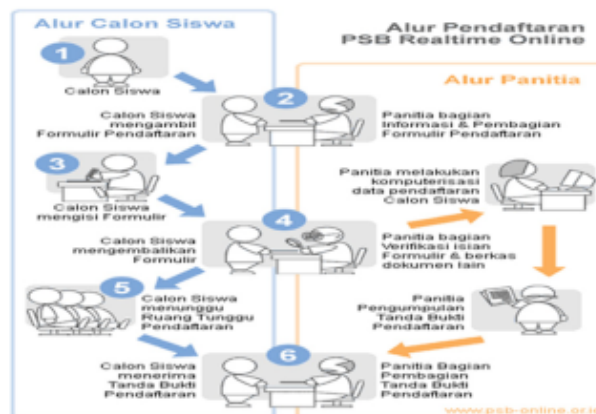 Alur Calon Siswa
Alur Pendaftaran
PSB Realtime Online
Alur Panitia
1
Calon Siswa
2
Calon Siswa
mengambil
Formulir Pendaftaran
Panitia bagian
Informasi & Pembagian
Formulir Pendaftaran
3
Calon Siswa
mengisi Formulir
Panitia melakukan
komputerisasi
data pendaftaran
Calon Siswa
4
Calon Siswa
mengembalikan
Formulir
Panitia bagian
Verifikasi isian
Formulir & berkas
dokumen lain
5
Calon Siswa
menunggu
Ruang Tunggu
Pendaftaran
Panitia
Pengumpulan
Tanda Bukti
Pendaftaran
6
Calon Siswa
menerima
Tanda Bukti
Pendaftaran
Panitia Bagian
Pembagian
Tanda Bukti
Pendaftaran
www.psb-online.or.id